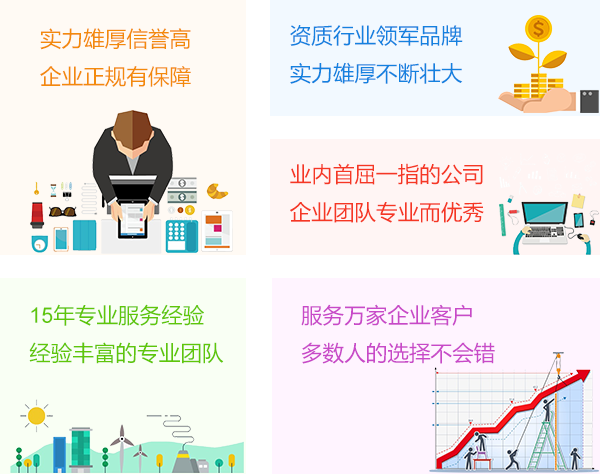 实力雄厚信誉高
企业正规有保障
资质行业领军品牌
实力雄厚不断壮大
$
业内首屈一指的公司
企业团队专业而优秀
15年专业服务经验
经验丰富的专业团队
服务万家企业客户
多数人的选择不会错